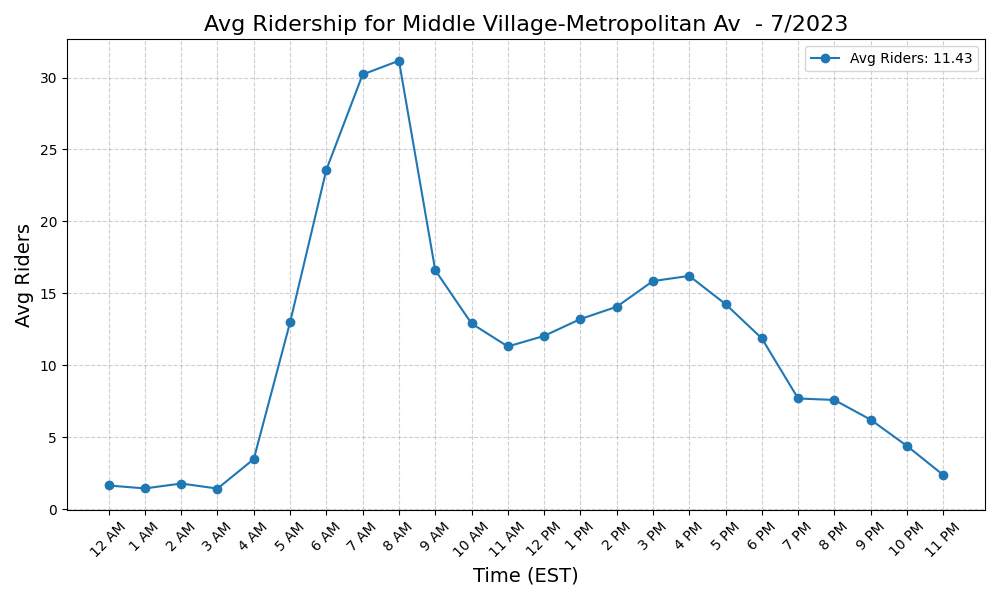 Avg Ridership for Middle Village-Metropolitan Av  - 7/2023
Avg Riders: 11.43
Avg Riders
30
25
20
15
10
5
0
12 AM
1 AM
2 AM
3 AM
4 AM
5 AM
6 AM
7 AM
8 AM
9 AM
10 AM
11 AM
12 PM
1 PM
2 PM
3 PM
4 PM
5 PM
6 PM
7 PM
8 PM
9 PM
10 PM
11 PM
Time (EST)